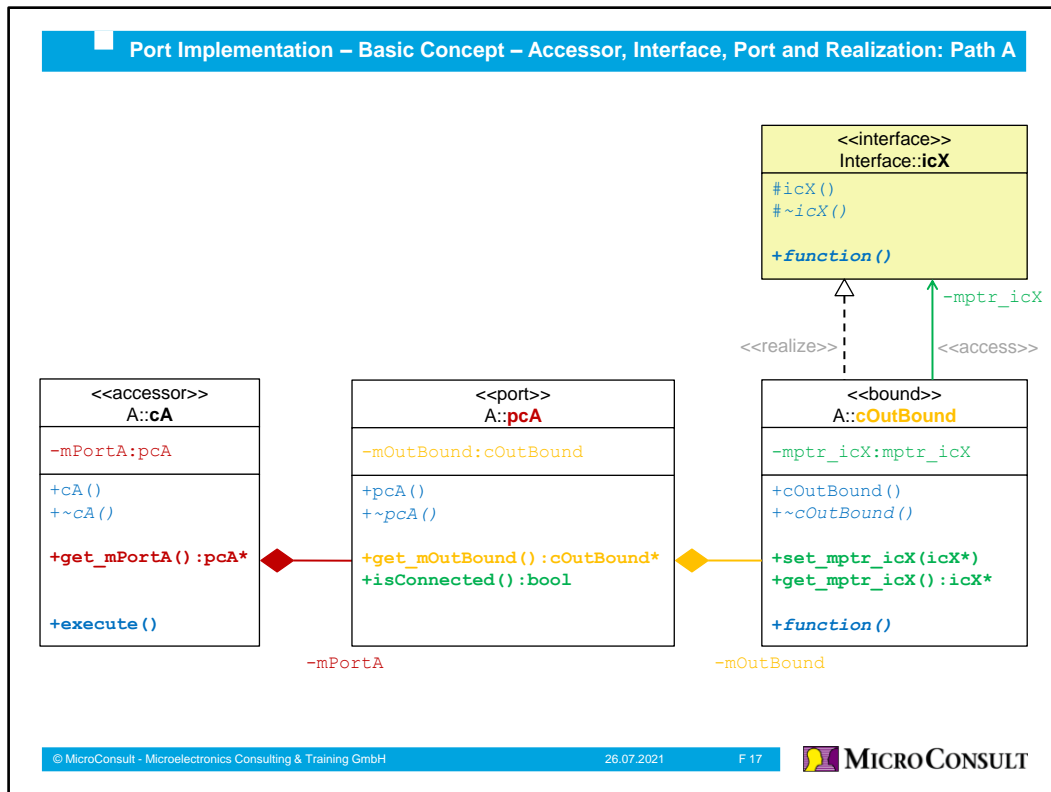 Port Implementation – Basic Concept – Accessor, Interface, Port and Realization: Path A
<<interface>>
Interface::icX
#icX()
#~icX()
+function()
-mptr_icX
<<realize>>
<<access>>
<<accessor>>
A::cA
-mPortA:pcA
+cA()
+~cA()
+get_mPortA():pcA*
+execute()
-mPortA
<<port>>
A::pcA
-mOutBound:cOutBound
+pcA()
+~pcA()
+get_mOutBound():cOutBound*
+isConnected():bool
-mOutBound
<<bound>>
A::cOutBound
-mptr_icX:mptr_icX
+cOutBound()
+~cOutBound()
+set_mptr_icX(icX*)
+get_mptr_icX():icX*
+function()
© MicroConsult - Microelectronics Consulting & Training GmbH
26.07.2021
F 17
MICROCONSULT